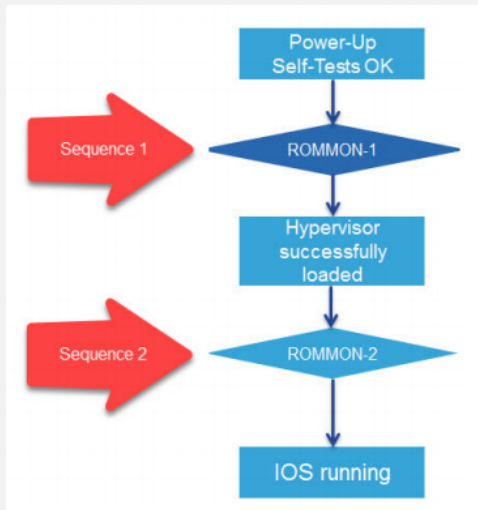 Power-Up
Self-Tests OK
Sequence 1
ROMMON-1
Hypervisor
successfully
loaded
Sequence 2
ROMMON-2
IOS running